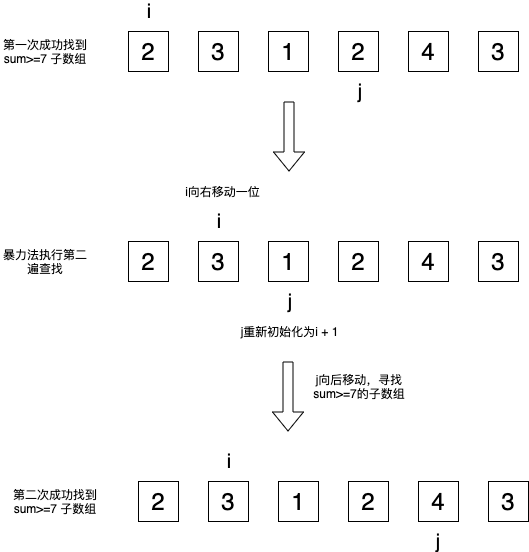 i
第一次成功找到
sum>=7 子数组
2 3 1 2 4 3
j
i向右移动一位
i
暴力法执行第二
遍查找
2 3 1 2 4 3
j
j重新初始化为i + 1
j向后移动，寻找
sum>=7的子数组
i
第二次成功找到
sum>=7 子数组
2 3 1 2 4 3
j